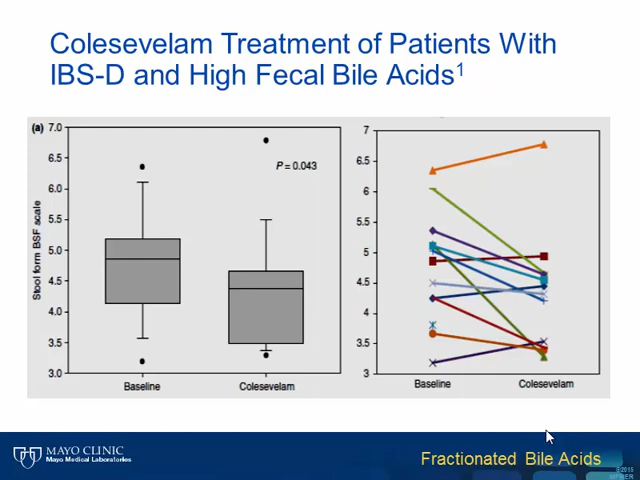 Colesevelam Treatment of Patients With
IBS-D and High Fecal Bile Acids1
(a) 7.0
6.5
6.0
5.5
5.0
4.5
4.0
3.5
3.0
Stool form BSF scale
P = 0.043
Baseline
Colesevelam
7
6.5
6
5.5
5
4.5
4
3.5
3
Baseline
Colesevelam
MAYO CLINIC
Mayo Medical Laboratories
Fractionated Bile Acids